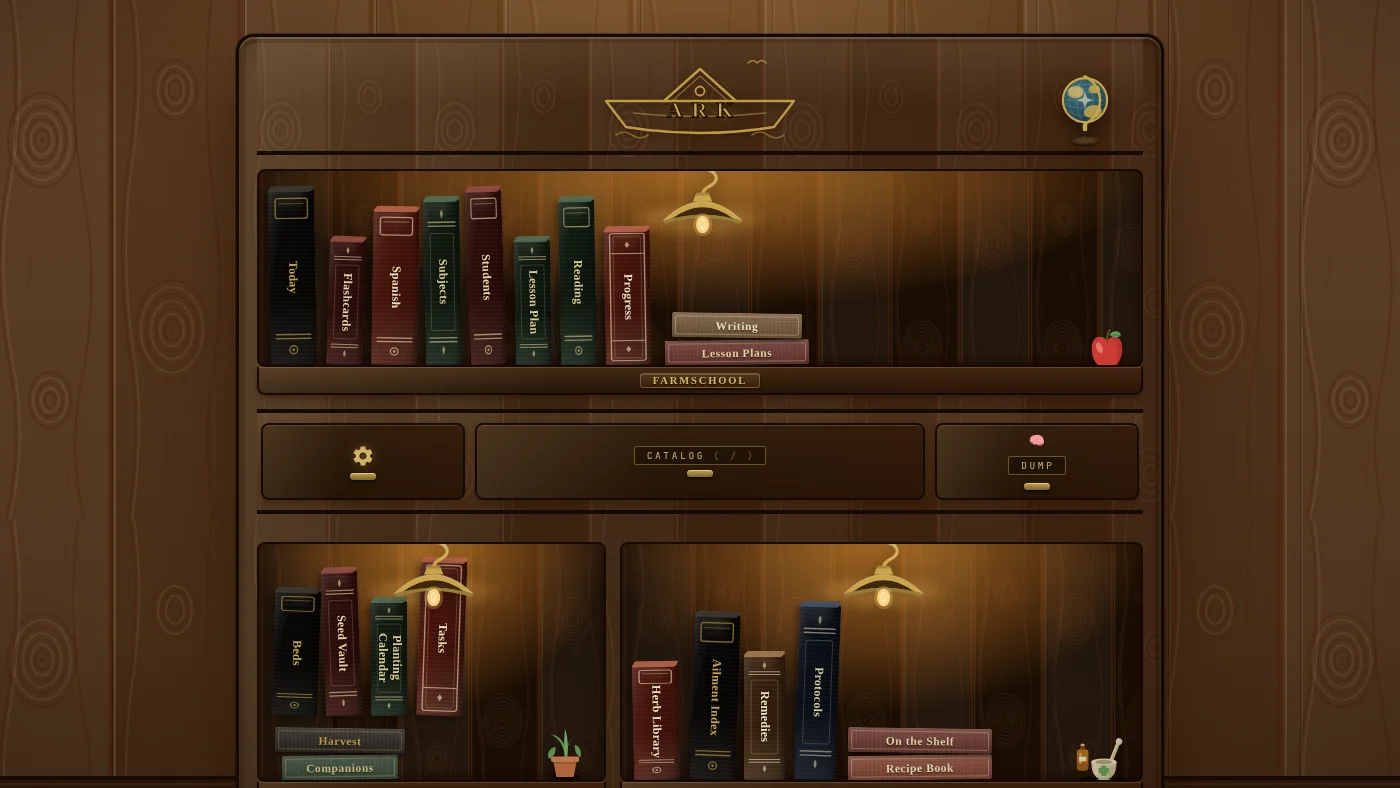 ARK
Today
Flashcards
Spanish
Subjects
Students
Lesson Plan
Reading
Progress
Writing
Lesson Plans
FARMSCHOOL
CATALOG ( / )
DUMP
Beds
Seed Vault
Planting
Calendar
Tasks
Harvest
Companions
Herb Library
Ailment Index
Remedies
Protocols
On the Shelf
Recipe Book